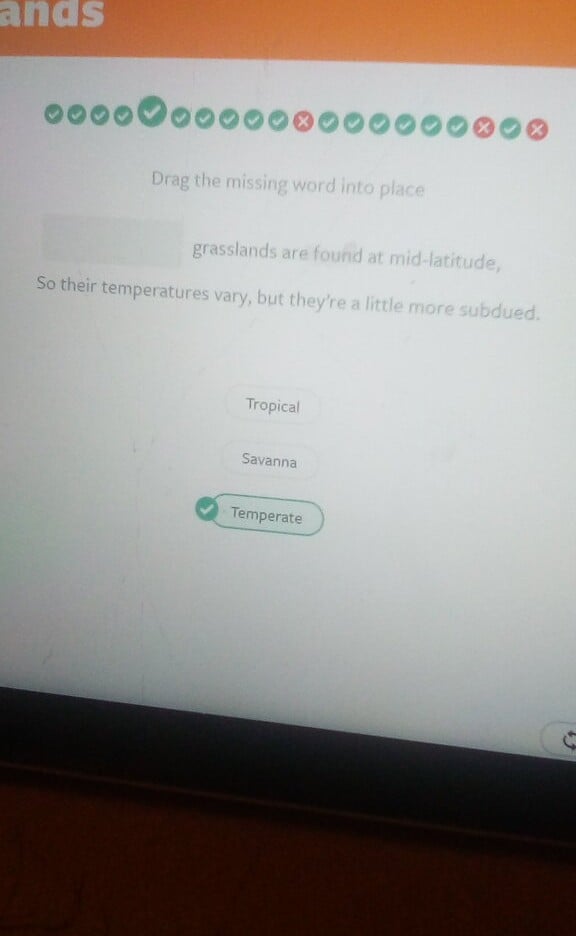 ands
Drag the missing word into place
grasslands are found at mid-latitude,
So their temperatures vary, but they're a little more subdued.
Tropical
Savanna
Temperate